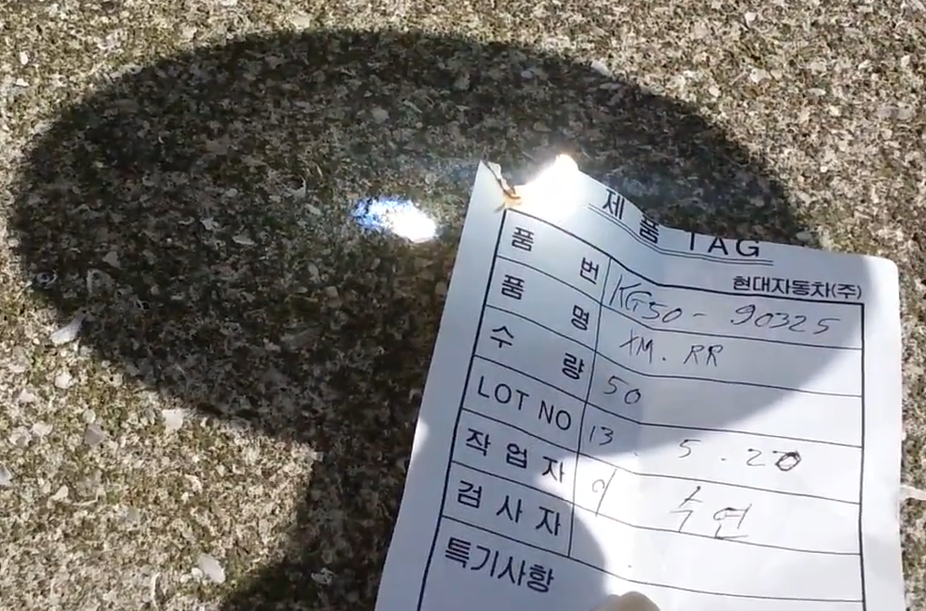 제 품 TAG
현대자동차(주)
품 번 KG50-90325
품 명 XM. RR
수 량 50
LOT NO 13. 5. 20
작 업 자 수연
검 사 자
특기사항